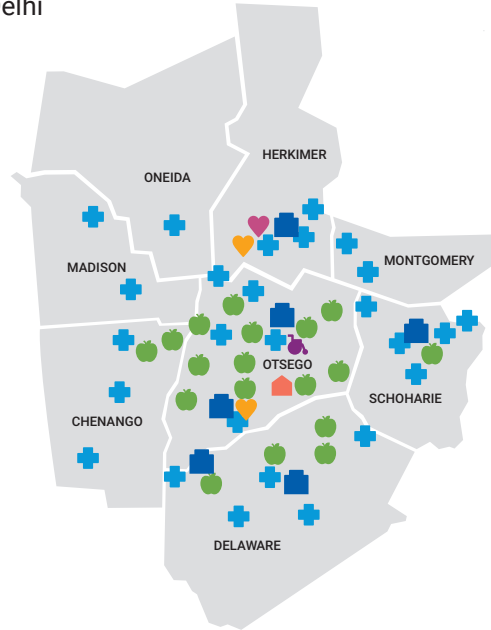 elhi
HERKIMER
ONEIDA
MONTGOMERY
MADISON
OTSEGO
SCHOHARIE
CHENANGO
DELAWARE